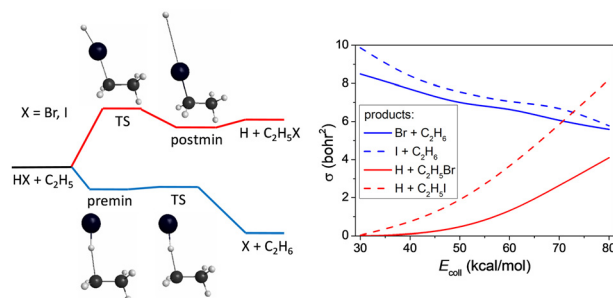 X = Br, I
TS
postmin
H + C₂H₅X
HX + C₂H₅
premin
TS
X + C₂H₆
10
8
6
4
2
0
σ (bohr²)
products:
Br + C₂H₆
I + C₂H₆
H + C₂H₅Br
H + C₂H₅I
30 40 50 60 70 80
E_coll (kcal/mol)